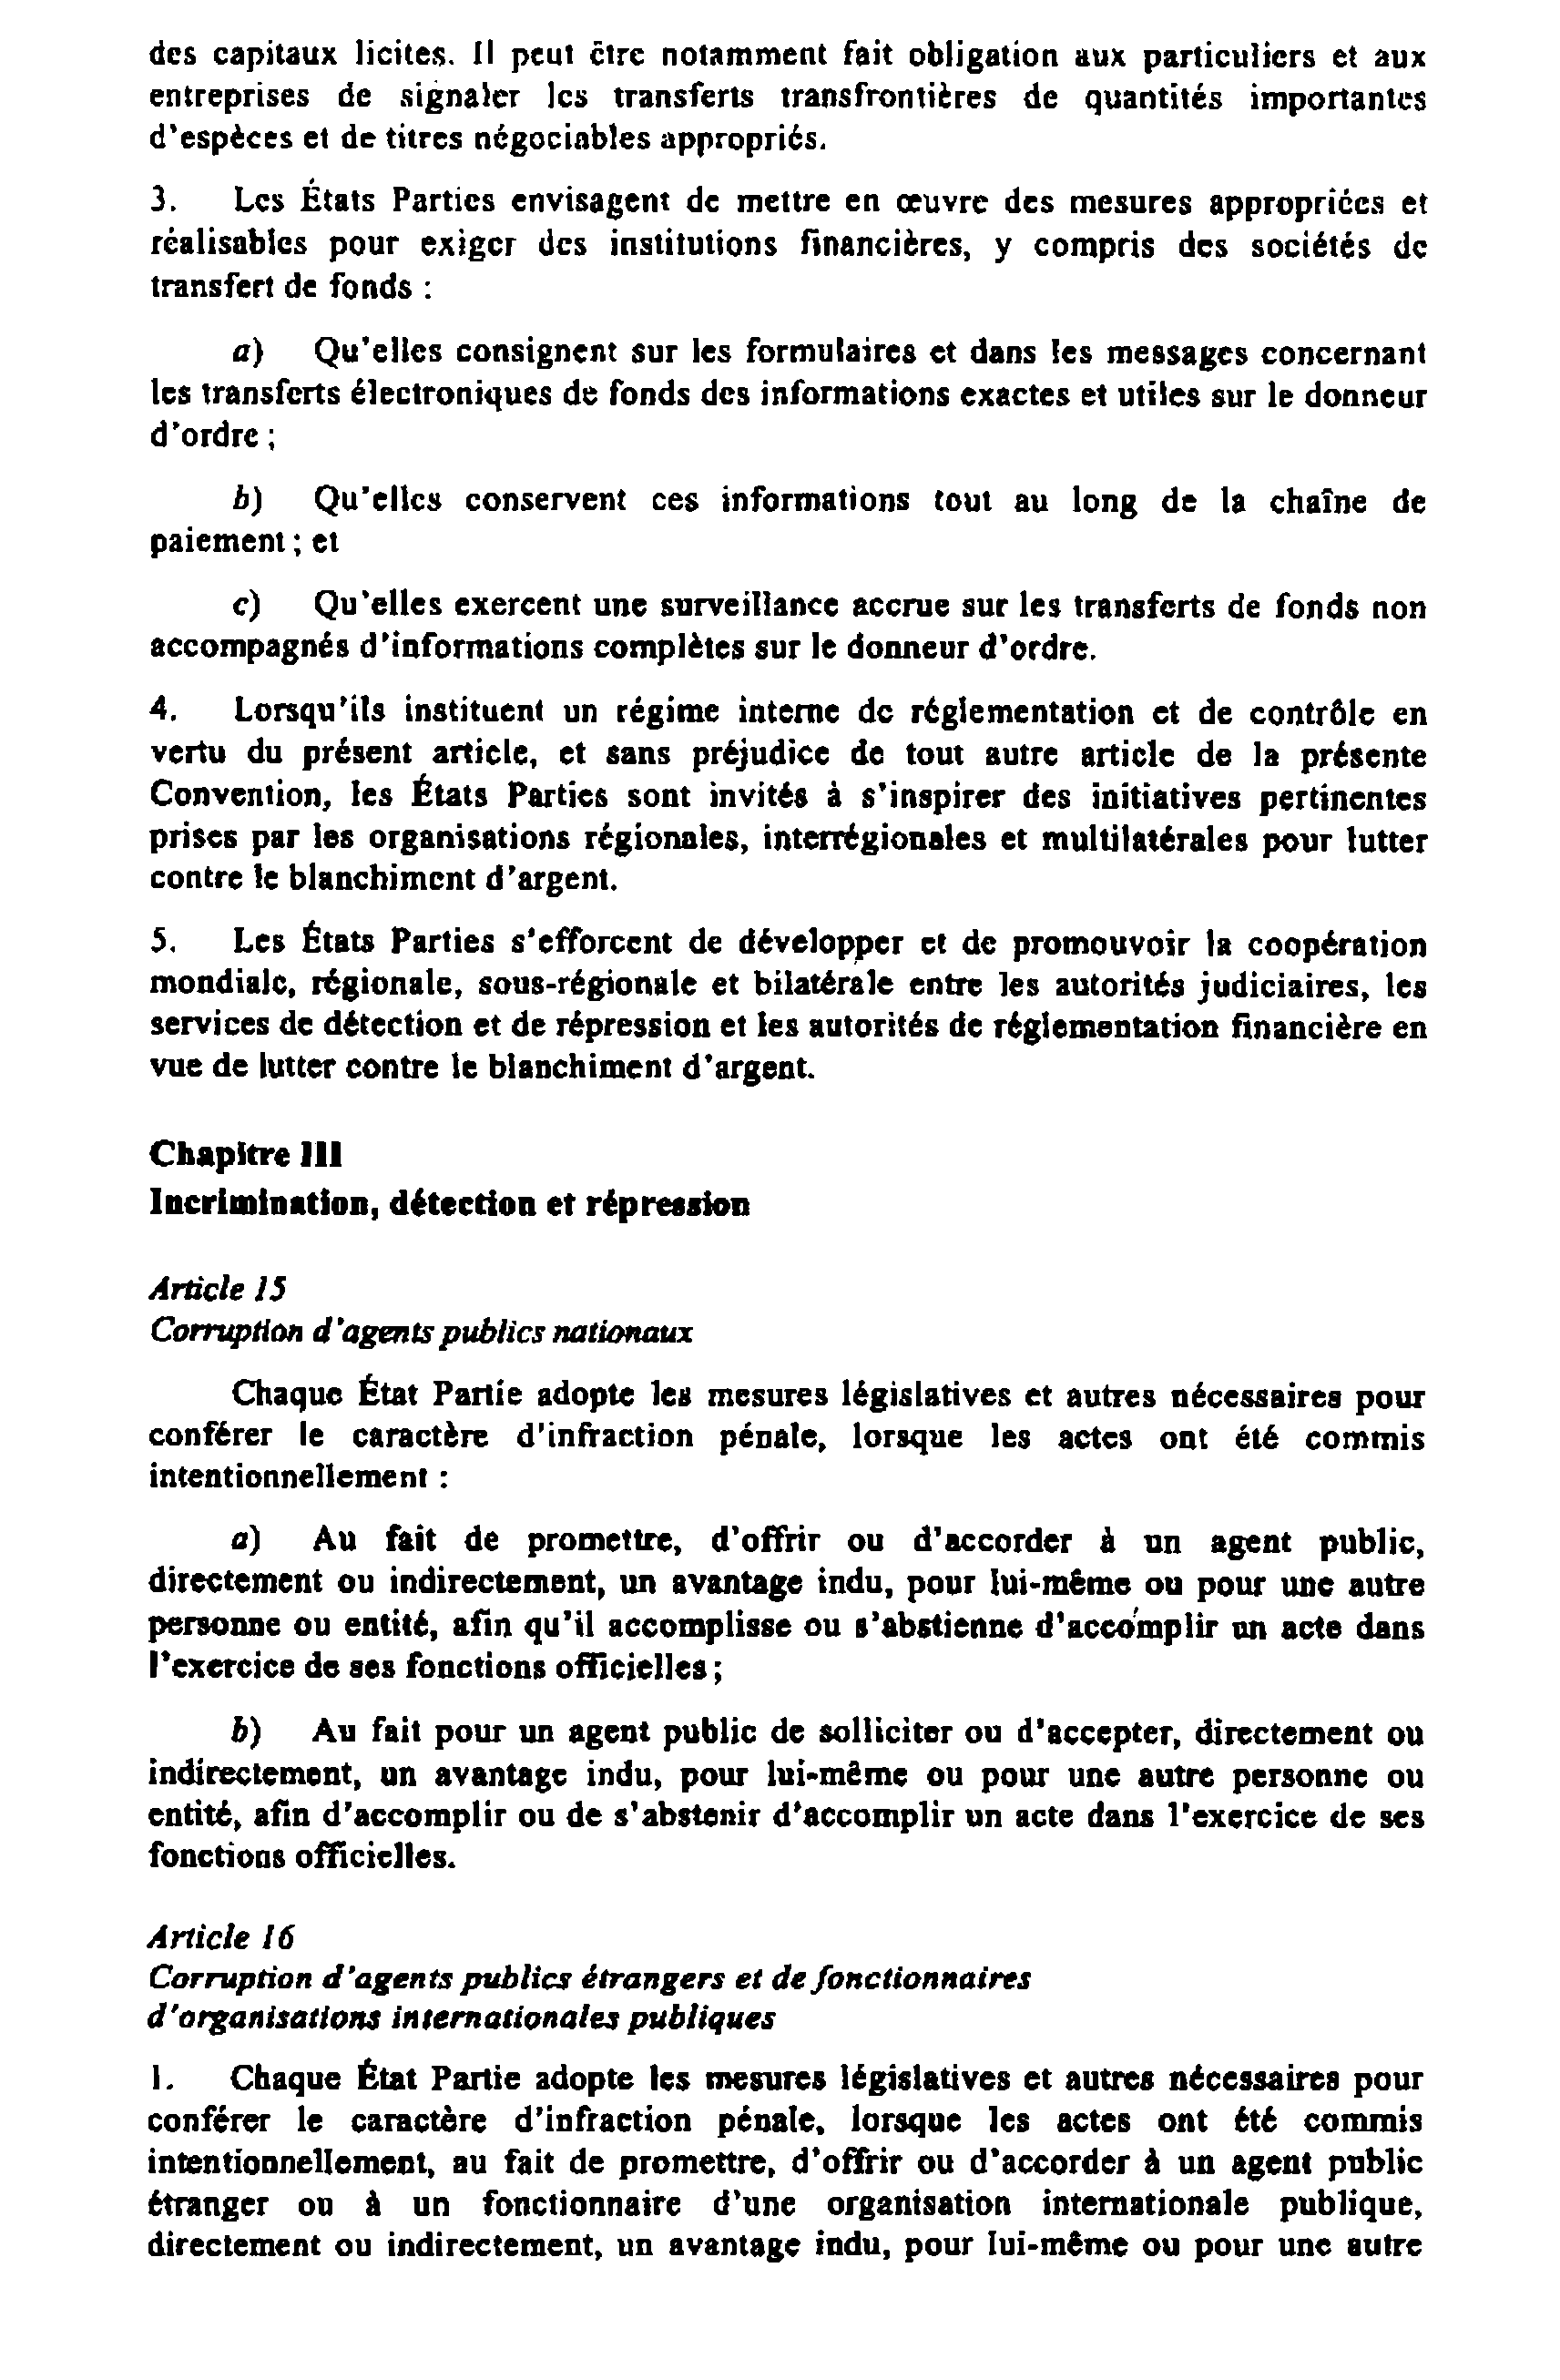 des capitaux licites. Il peut être notamment fait obligation aux particuliers et aux
entreprises de signaler les transferts transfrontières de quantités importantes
d'espèces et de titres négociables appropriés.
3. Les États Parties envisagent de mettre en œuvre des mesures appropriées et
réalisables pour exiger des institutions financières, y compris des sociétés de
transfert de fonds :
a) Qu'elles consignent sur les formulaires et dans les messages concernant
les transferts électroniques de fonds des informations exactes et utiles sur le donneur
d'ordre ;
b) Qu'elles conservent ces informations tout au long de la chaîne de
paiement ; et
c) Qu'elles exercent une surveillance accrue sur les transferts de fonds non
accompagnés d'informations complètes sur le donneur d'ordre.
4. Lorsqu'ils instituent un régime interne de réglementation et de contrôle en
vertu du présent article, et sans préjudice de tout autre article de la présente
Convention, les États Parties sont invités à s'inspirer des initiatives pertinentes
prises par les organisations régionales, interrégionales et multilatérales pour lutter
contre le blanchiment d'argent.
5. Les États Parties s'efforcent de développer et de promouvoir la coopération
mondiale, régionale, sous-régionale et bilatérale entre les autorités judiciaires, les
services de détection et de répression et les autorités de réglementation financière en
vue de lutter contre le blanchiment d'argent.
Chapitre III
Incrimination, détection et répression
Article 15
Corruption d'agents publics nationaux
Chaque État Partie adopte les mesures législatives et autres nécessaires pour
conférer le caractère d'infraction pénale, lorsque les actes ont été commis
intentionnellement :
a) Au fait de promettre, d'offrir ou d'accorder à un agent public,
directement ou indirectement, un avantage indu, pour lui-même ou pour une autre
personne ou entité, afin qu'il accomplisse ou s'abstienne d'accomplir un acte dans
l'exercice de ses fonctions officielles ;
b) Au fait pour un agent public de solliciter ou d'accepter, directement ou
indirectement, un avantage indu, pour lui-même ou pour une autre personne ou
entité, afin d'accomplir ou de s'abstenir d'accomplir un acte dans l'exercice de ses
fonctions officielles.
Article 16
Corruption d'agents publics étrangers et de fonctionnaires
d'organisations internationales publiques
1. Chaque État Partie adopte les mesures législatives et autres nécessaires pour
conférer le caractère d'infraction pénale, lorsque les actes ont été commis
intentionnellement, au fait de promettre, d'offrir ou d'accorder à un agent public
étranger ou à un fonctionnaire d'une organisation internationale publique,
directement ou indirectement, un avantage indu, pour lui-même ou pour une autre